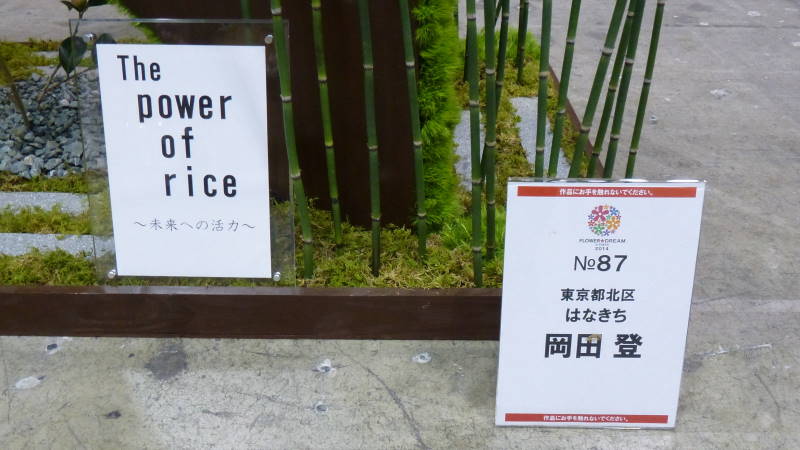 The
power
of
rice
～未来への活力～
作品にお手を触れないでください。
FLOWER DREAM
2014
№87
東京都北区
はなきち
岡田 登
作品にお手を触れないでください。